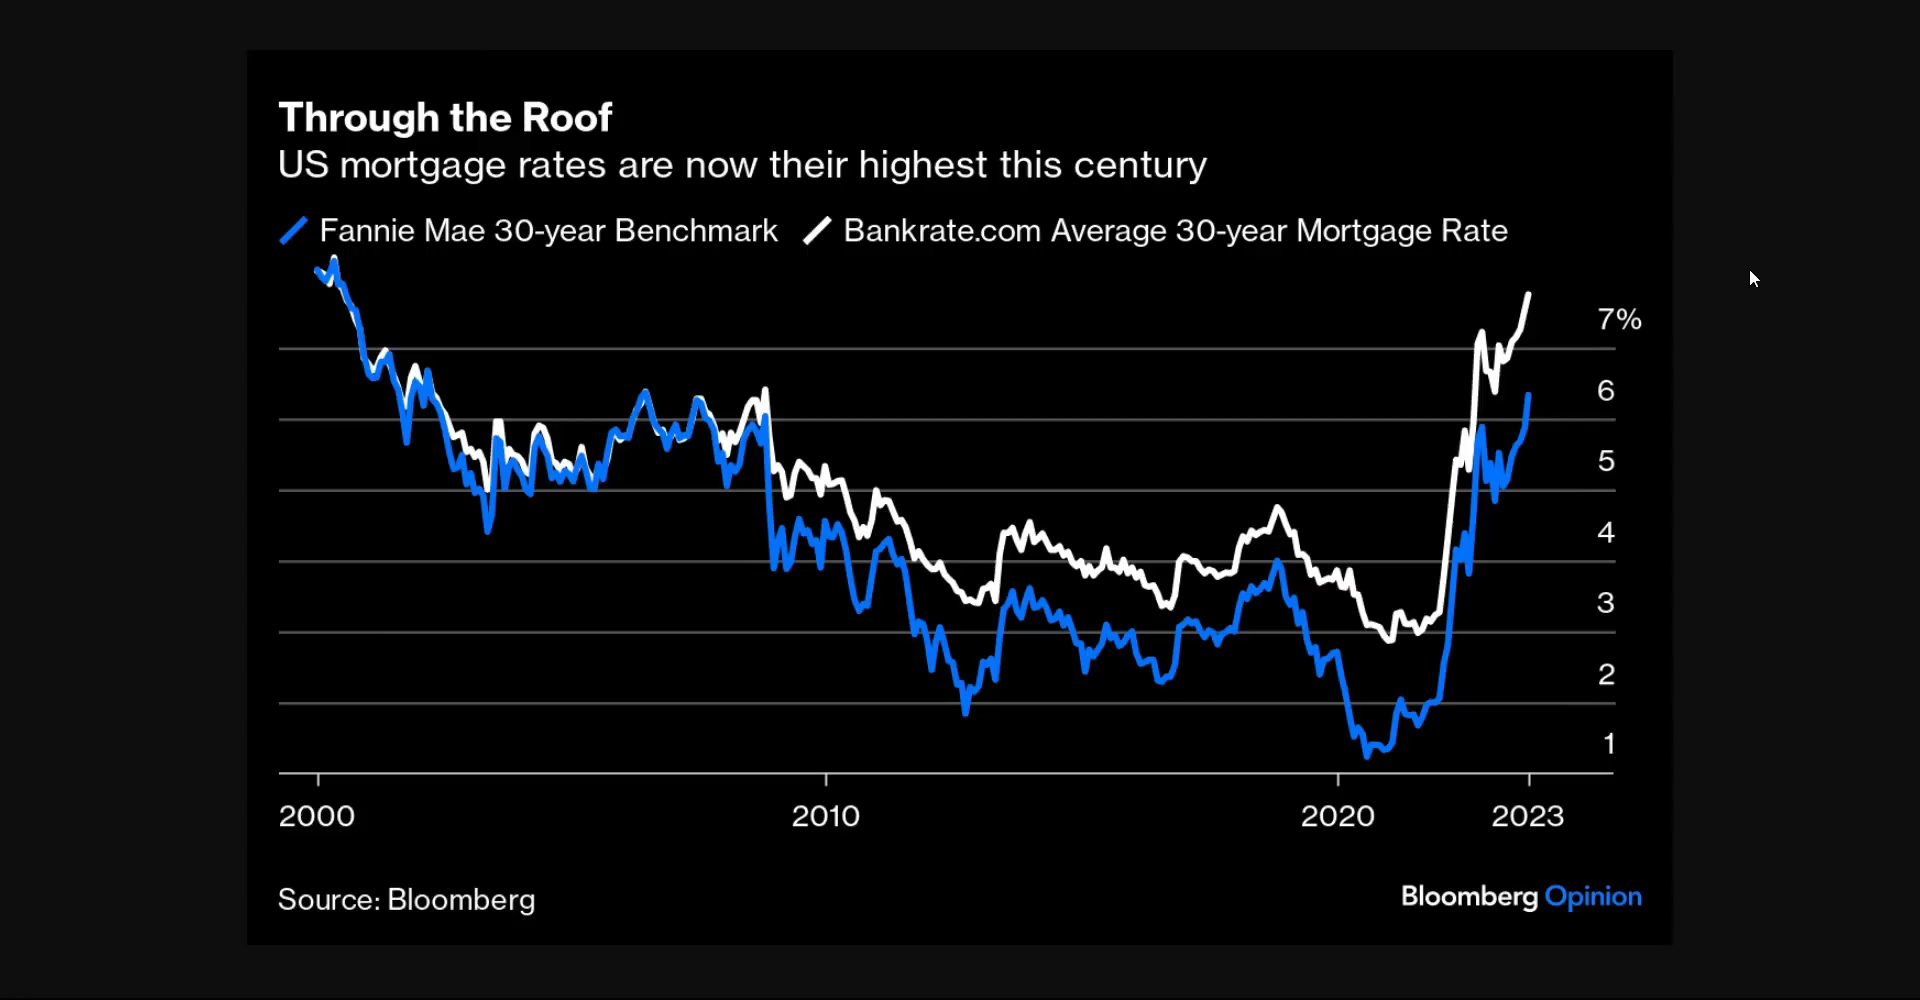 Through the Roof
US mortgage rates are now their highest this century
Fannie Mae 30-year Benchmark Bankrate.com Average 30-year Mortgage Rate
7%
6
5
4
3
2
1
2000 2010 2020 2023
Source: Bloomberg
Bloomberg Opinion